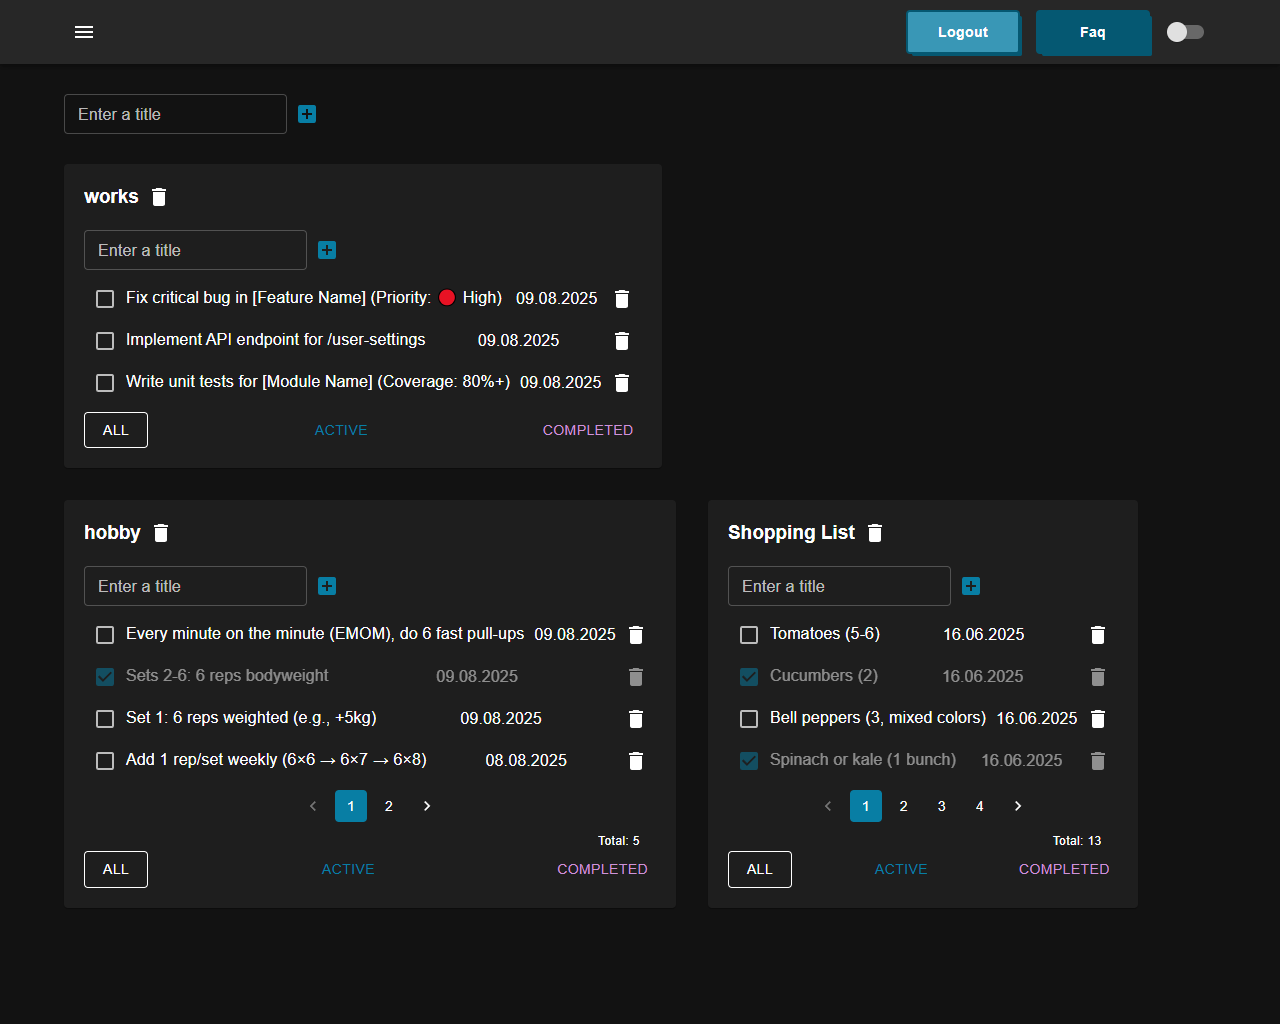 Logout Faq
Enter a title
works
Enter a title
Fix critical bug in [Feature Name] (Priority: 🔴 High) 09.08.2025
Implement API endpoint for /user-settings 09.08.2025
Write unit tests for [Module Name] (Coverage: 80%+) 09.08.2025
ALL ACTIVE COMPLETED
hobby
Enter a title
Every minute on the minute (EMOM), do 6 fast pull-ups 09.08.2025
Sets 2-6: 6 reps bodyweight 09.08.2025
Set 1: 6 reps weighted (e.g., +5kg) 09.08.2025
Add 1 rep/set weekly (6×6 → 6×7 → 6×8) 08.08.2025
1 2
Total: 5
ALL ACTIVE COMPLETED
Shopping List
Enter a title
Tomatoes (5-6) 16.06.2025
Cucumbers (2) 16.06.2025
Bell peppers (3, mixed colors) 16.06.2025
Spinach or kale (1 bunch) 16.06.2025
1 2 3 4
Total: 13
ALL ACTIVE COMPLETED